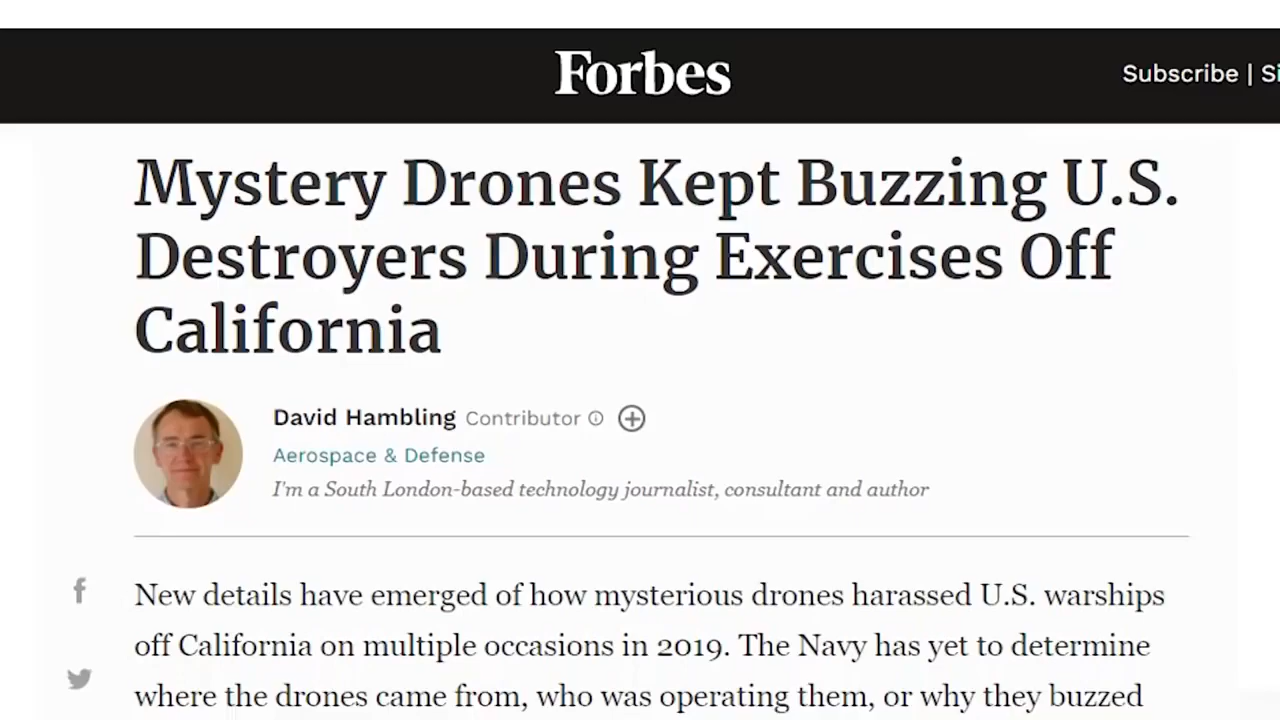 Forbes
Subscribe | Si
Mystery Drones Kept Buzzing U.S.
Destroyers During Exercises Off
California
David Hambling Contributor
Aerospace & Defense
I'm a South London-based technology journalist, consultant and author
New details have emerged of how mysterious drones harassed U.S. warships
off California on multiple occasions in 2019. The Navy has yet to determine
where the drones came from, who was operating them, or why they buzzed